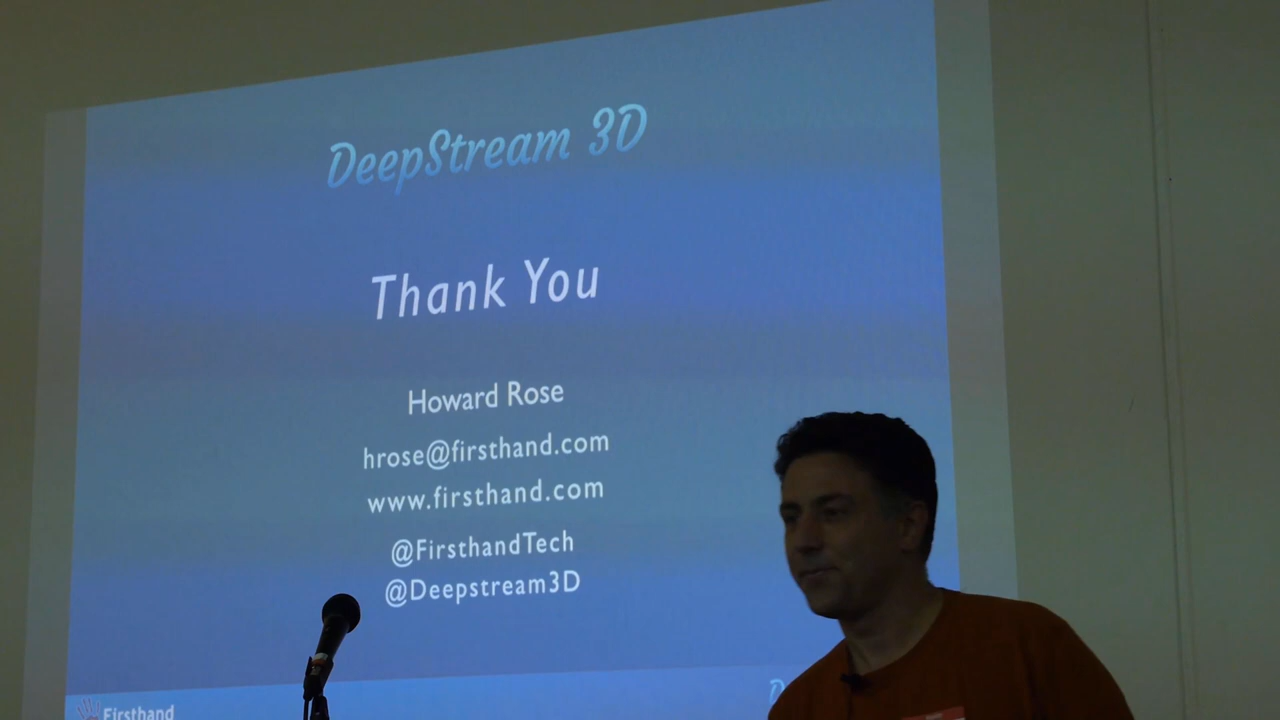 DeepStream 3D
Thank You
Howard Rose
hrose@firsthand.com
www.firsthand.com
@FirsthandTech
@Deepstream3D
Firsthand